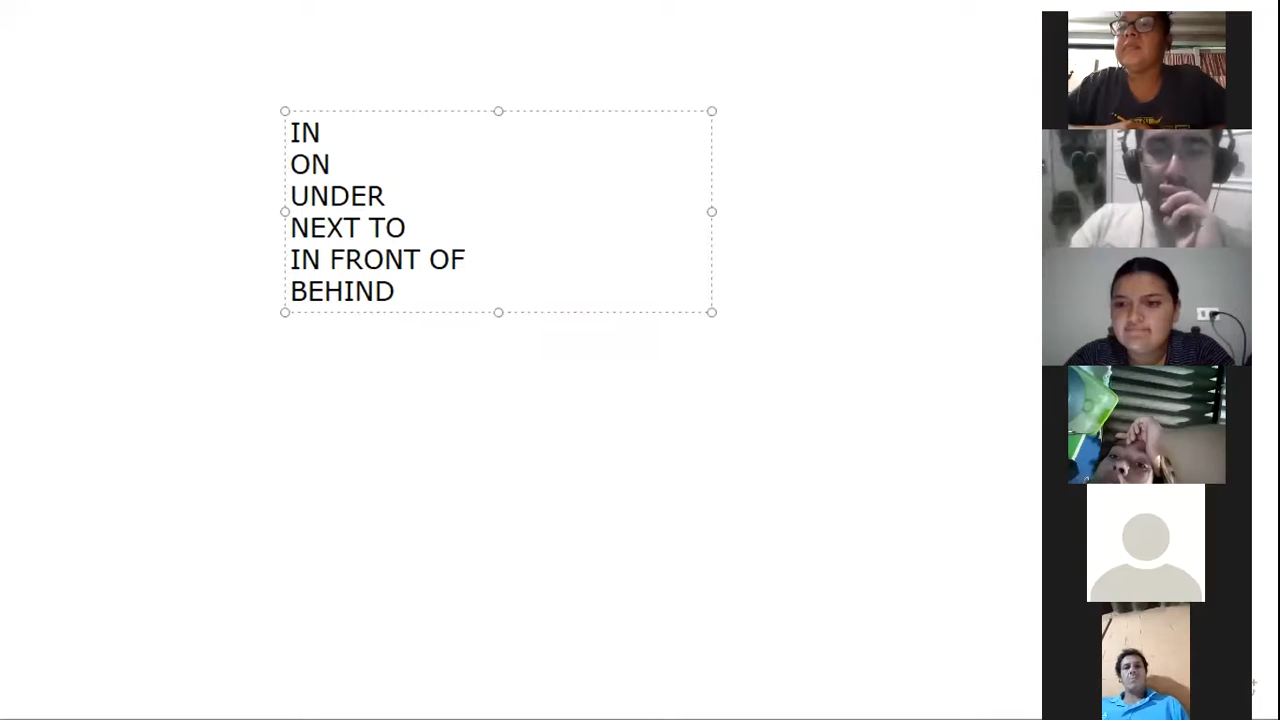 IN
ON
UNDER
NEXT TO
IN FRONT OF
BEHIND